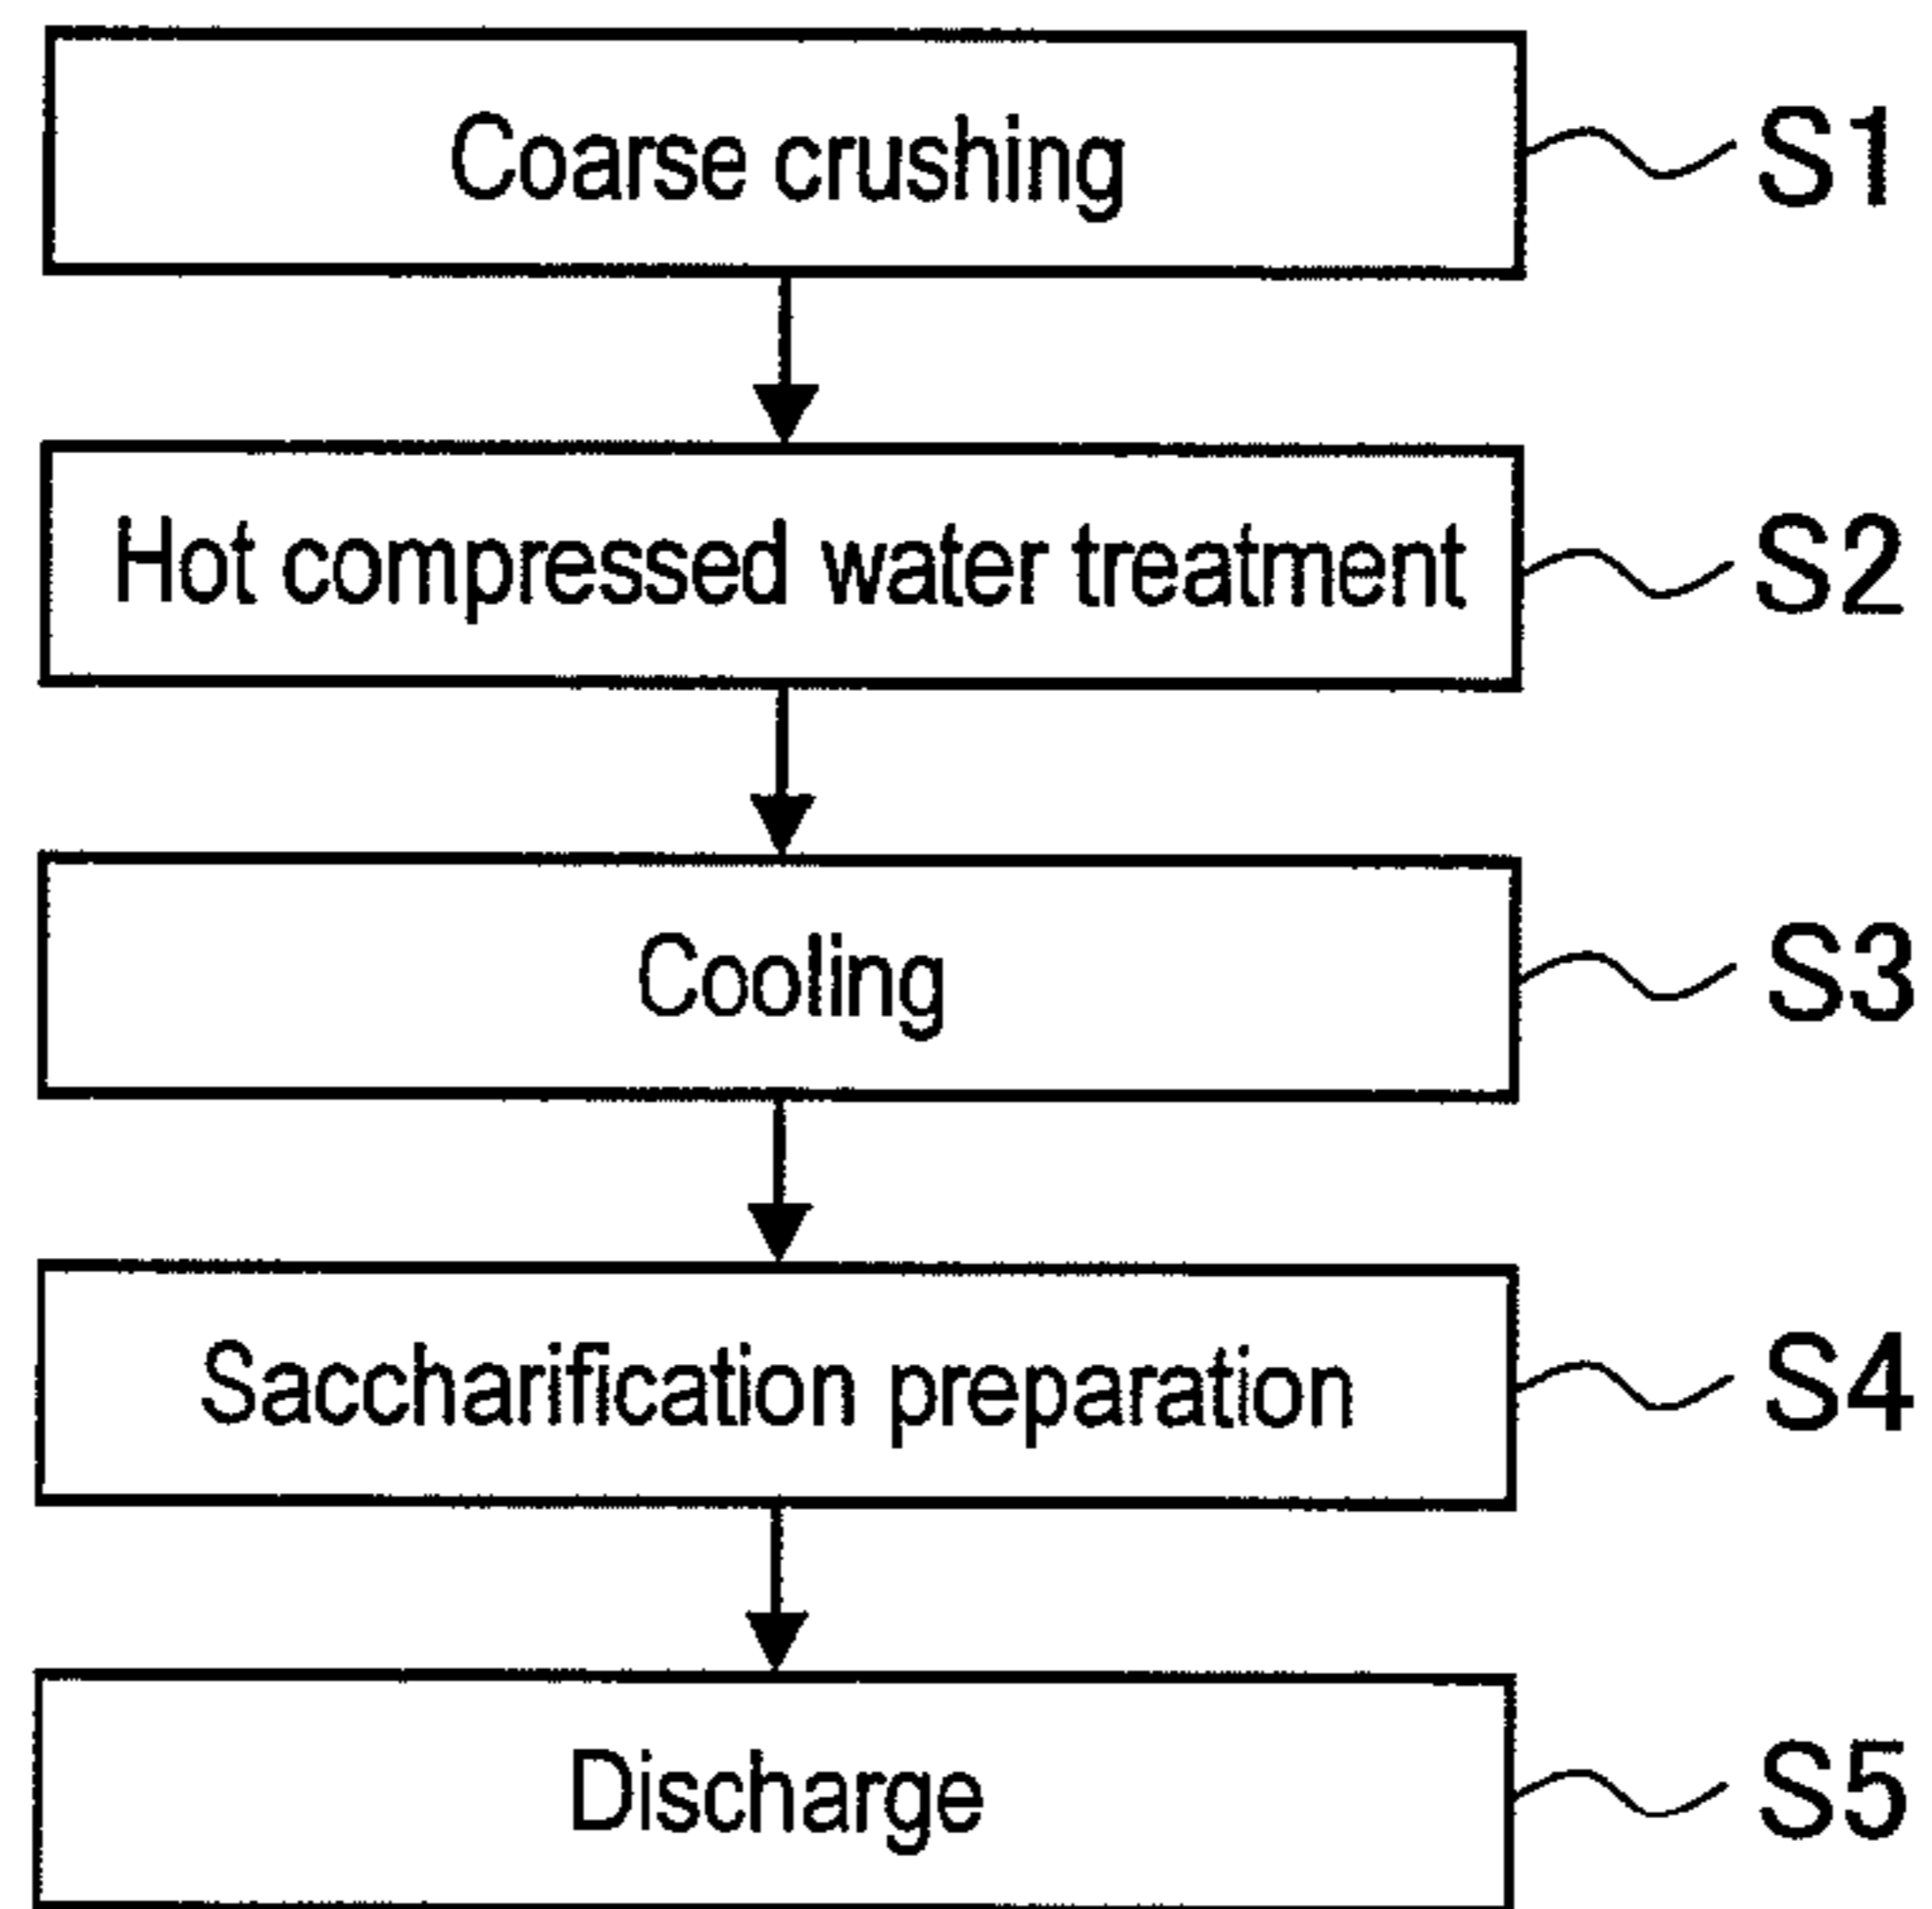 Coarse crushing S1
Hot compressed water treatment S2
Cooling S3
Saccharification preparation S4
Discharge S5